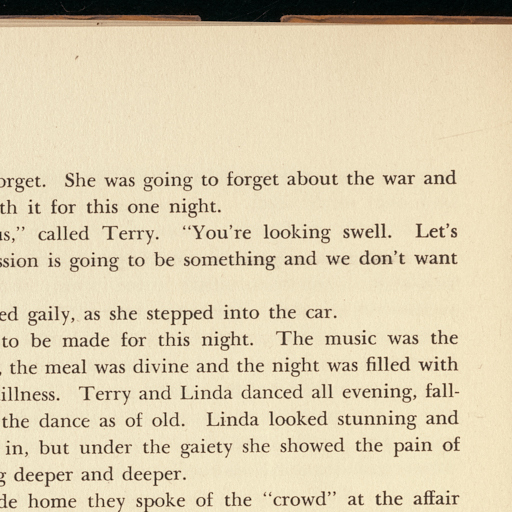 orget. She was going to forget about the war and
th it for this one night.
us,” called Terry. “You're looking swell. Let's
ssion is going to be something and we don't want
ed gaily, as she stepped into the car.
to be made for this night. The music was the
, the meal was divine and the night was filled with
illness. Terry and Linda danced all evening, fall-
the dance as of old. Linda looked stunning and
in, but under the gaiety she showed the pain of
g deeper and deeper.
de home they spoke of the “crowd” at the affair